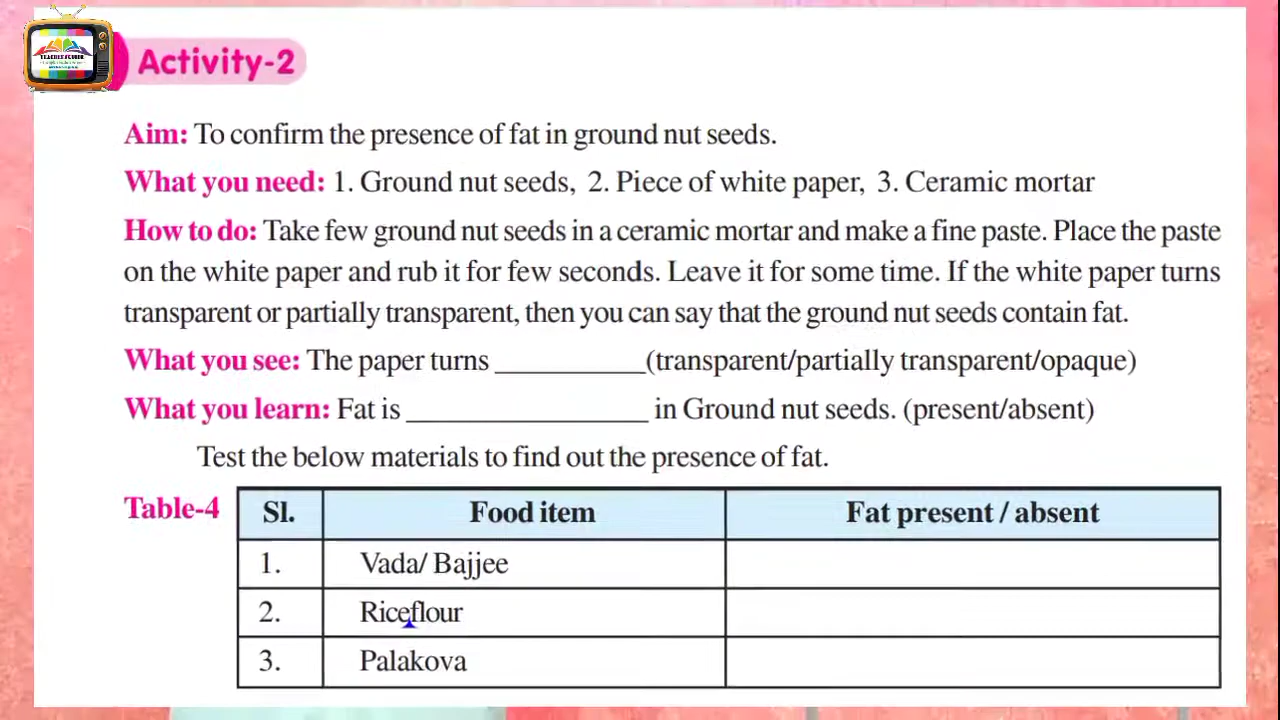 Activity-2
Aim: To confirm the presence of fat in ground nut seeds.
What you need: 1. Ground nut seeds, 2. Piece of white paper, 3. Ceramic mortar
How to do: Take few ground nut seeds in a ceramic mortar and make a fine paste. Place the paste
on the white paper and rub it for few seconds. Leave it for some time. If the white paper turns
transparent or partially transparent, then you can say that the ground nut seeds contain fat.
What you see: The paper turns __________(transparent/partially transparent/opaque)
What you learn: Fat is ________________ in Ground nut seeds. (present/absent)
Test the below materials to find out the presence of fat.
Table-4
Sl. Food item Fat present / absent
1. Vada/ Bajjee
2. Riceflour
3. Palakova